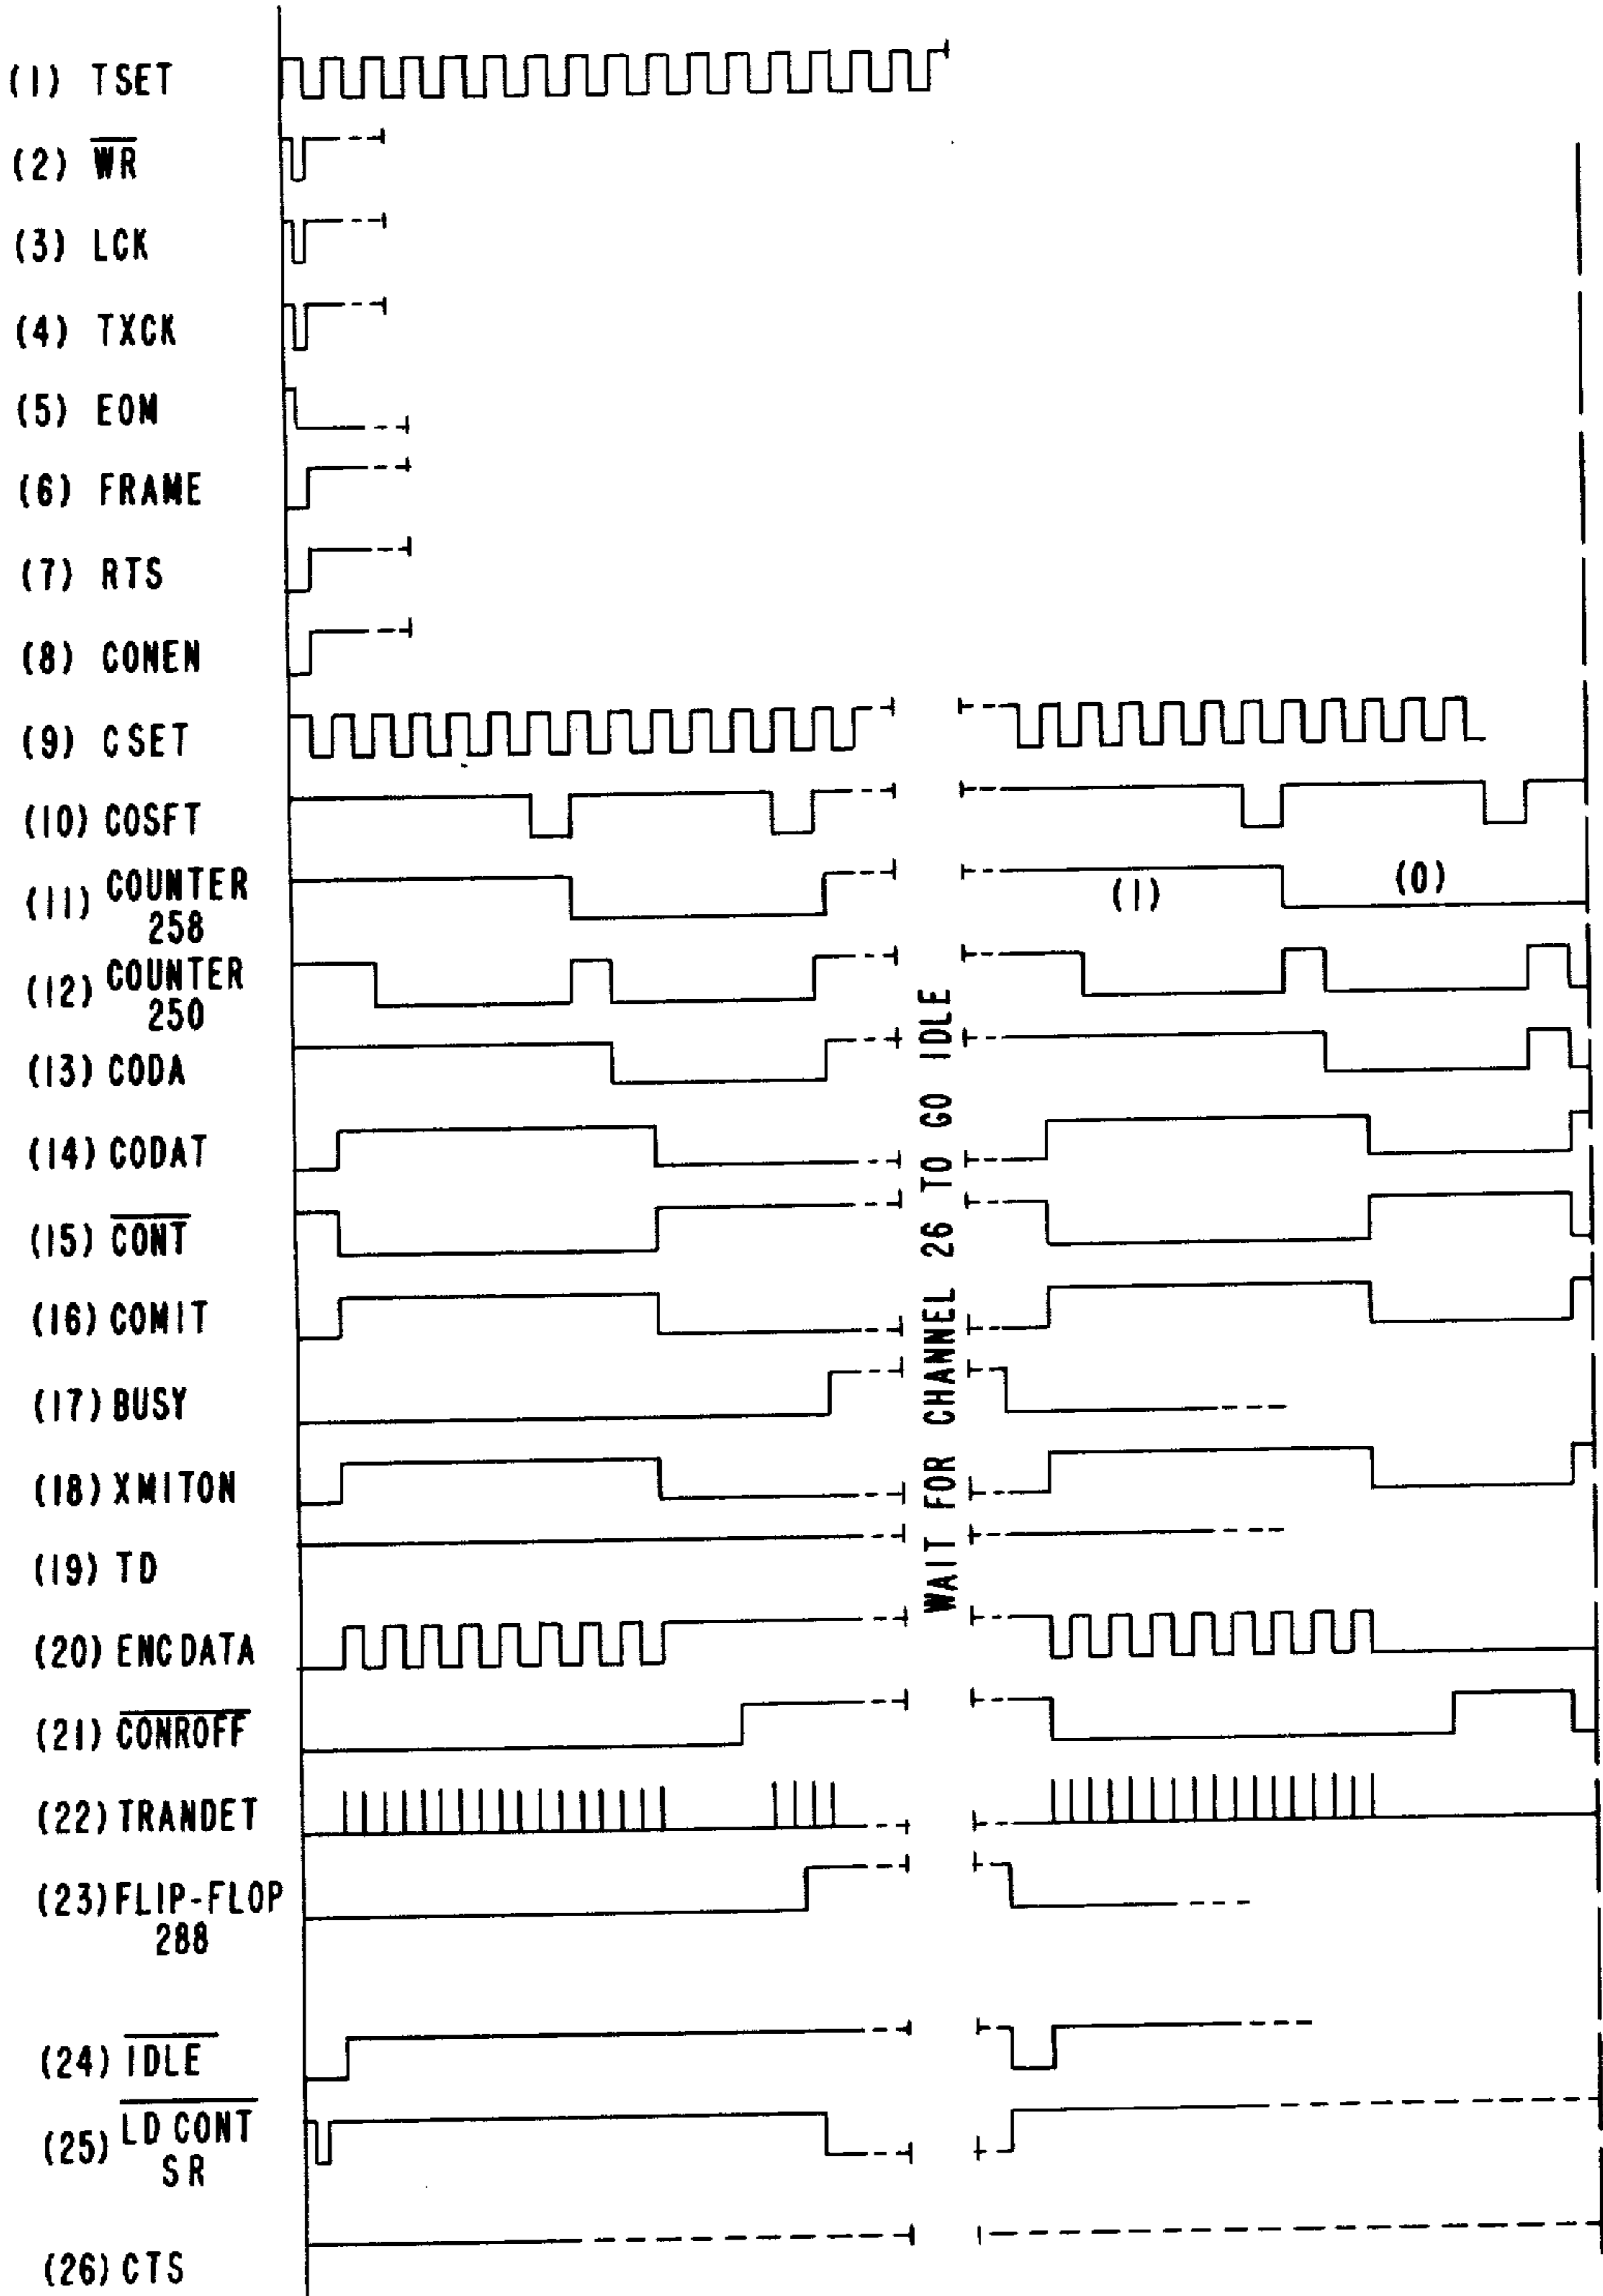 (1) TSET
(2) WR
(3) LCK
(4) TXCK
(5) EOM
(6) FRAME
(7) RTS
(8) CONEN
(9) CSET
(10) COSFT
(11) COUNTER
258
(1)
(0)
(12) COUNTER
250
(13) CODA
(14) CODAT
(15) CONT
(16) COMIT
(17) BUSY
(18) XMITON
(19) TD
(20) ENCDATA
(21) CONROFF
(22) TRANDET
(23) FLIP-FLOP
288
(24) IDLE
(25) LD CONT
SR
(26) CTS
WAIT FOR CHANNEL 26 TO GO IDLE